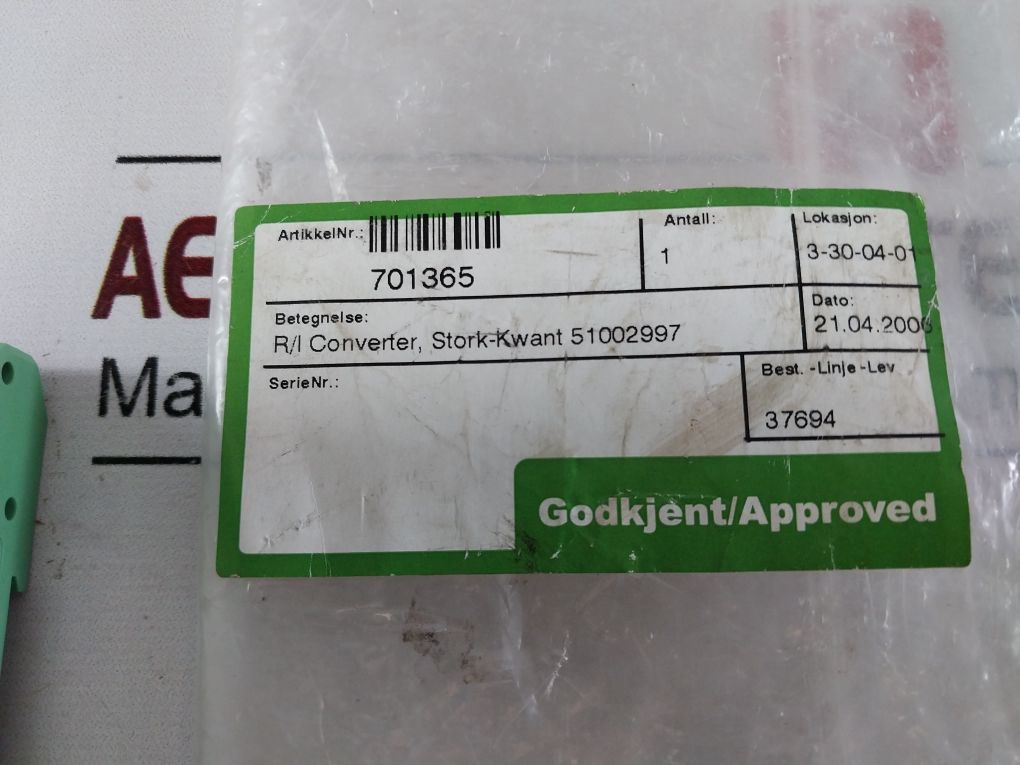 ArtikkelNr.:
701365
Antall:
1
Lokasjon:
3-30-04-01
Betegnelse:
R/I Converter, Stork-Kwant 51002997
Dato:
21.04.2006
SerieNr.:
Best. -Linje -Lev
37694
Godkjent/Approved
AE
Ma